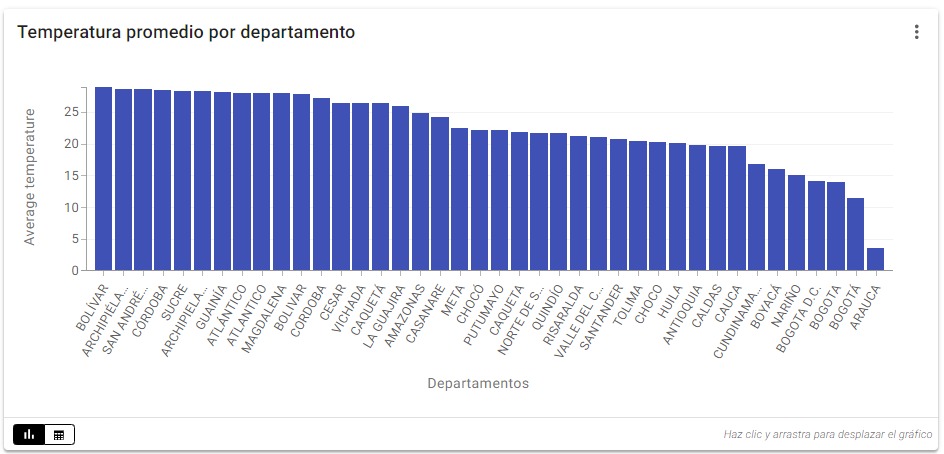 Temperatura promedio por departamento
Average temperature
25
20
15
10
5
0
BOLÍVAR
ARCHIPIÉLA...
SAN ANDRÉ...
CÓRDOBA
SUCRE
ARCHIPIELA...
GUAINÍA
ATLÁNTICO
ATLANTICO
MAGDALENA
BOLIVAR
CORDOBA
CESAR
VICHADA
CAQUETÁ
LA GUAJIRA
AMAZONAS
CASANARE
META
CHOCÓ
PUTUMAYO
CAQUETA
NORTE DE S...
QUINDÍO
RISARALDA
VALLE DEL C...
SANTANDER
TOLIMA
CHOCO
HUILA
ANTIOQUIA
CALDAS
CAUCA
CUNDINAMA...
BOYACÁ
NARIÑO
BOGOTA D.C.
BOGOTA
BOGOTÁ
ARAUCA
Departamentos
Haz clic y arrastra para desplazar el gráfico